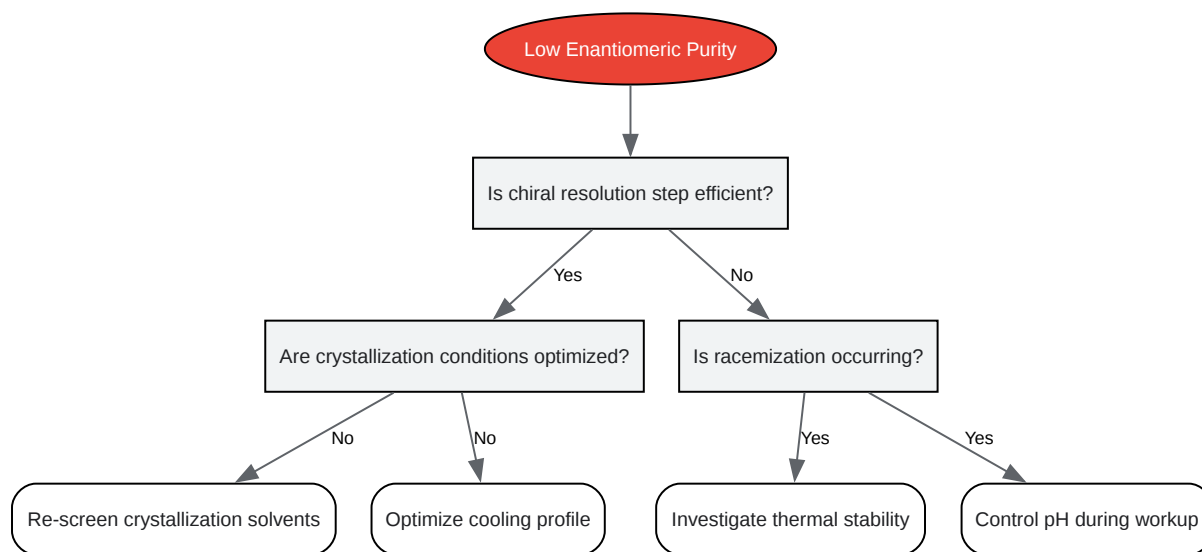 Low Enantiomeric Purity
Is chiral resolution step efficient?
Yes
No
Are crystallization conditions optimized?
Is racemization occurring?
No
No
Yes
Yes
Re-screen crystallization solvents
Optimize cooling profile
Investigate thermal stability
Control pH during workup